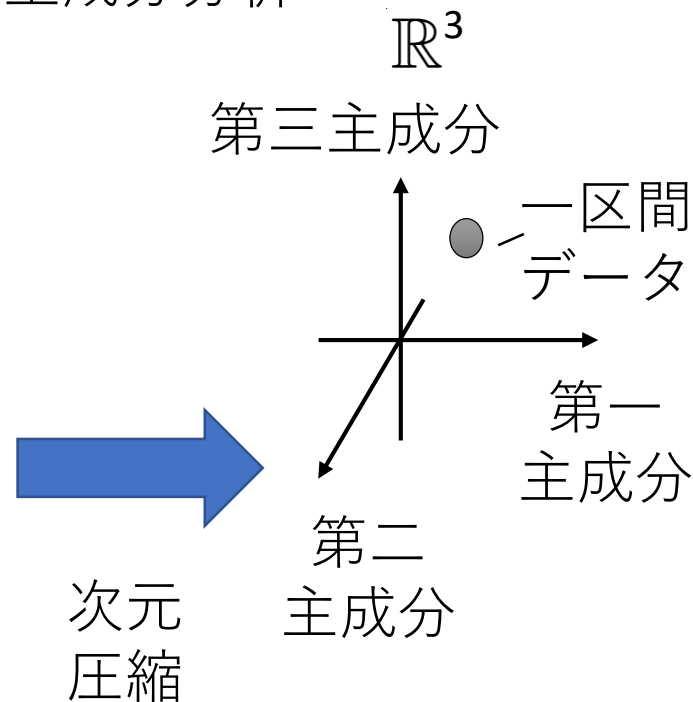 主成分分析
ℝ³
第三主成分
一区間
データ
第一
主成分
第二
主成分
次元
圧縮